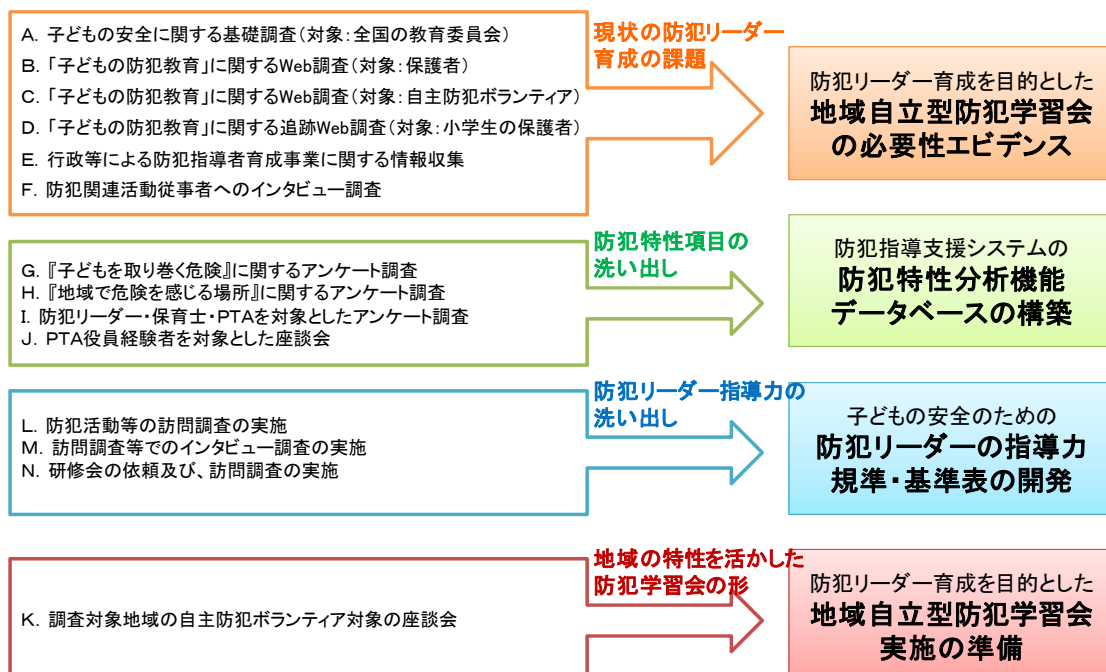 A. 子どもの安全に関する基礎調査(対象:全国の教育委員会)
B. 「子どもの防犯教育」に関するWeb調査(対象:保護者)
C. 「子どもの防犯教育」に関するWeb調査(対象:自主防犯ボランティア)
D. 「子どもの防犯教育」に関する追跡Web調査(対象:小学生の保護者)
E. 行政等による防犯指導者育成事業に関する情報収集
F. 防犯関連活動従事者へのインタビュー調査
現状の防犯リーダー
育成の課題
防犯リーダー育成を目的とした
地域自立型防犯学習会
の必要性エビデンス
G. 『子どもを取り巻く危険』に関するアンケート調査
H. 『地域で危険を感じる場所』に関するアンケート調査
I. 防犯リーダー・保育士・PTAを対象としたアンケート調査
J. PTA役員経験者を対象とした座談会
防犯特性項目の
洗い出し
防犯指導支援システムの
防犯特性分析機能
データベースの構築
L. 防犯活動等の訪問調査の実施
M. 訪問調査等でのインタビュー調査の実施
N. 研修会の依頼及び、訪問調査の実施
防犯リーダー指導力の
洗い出し
子どもの安全のための
防犯リーダーの指導力
規準・基準表の開発
K. 調査対象地域の自主防犯ボランティア対象の座談会
地域の特性を活かした
防犯学習会の形
防犯リーダー育成を目的とした
地域自立型防犯学習会
実施の準備